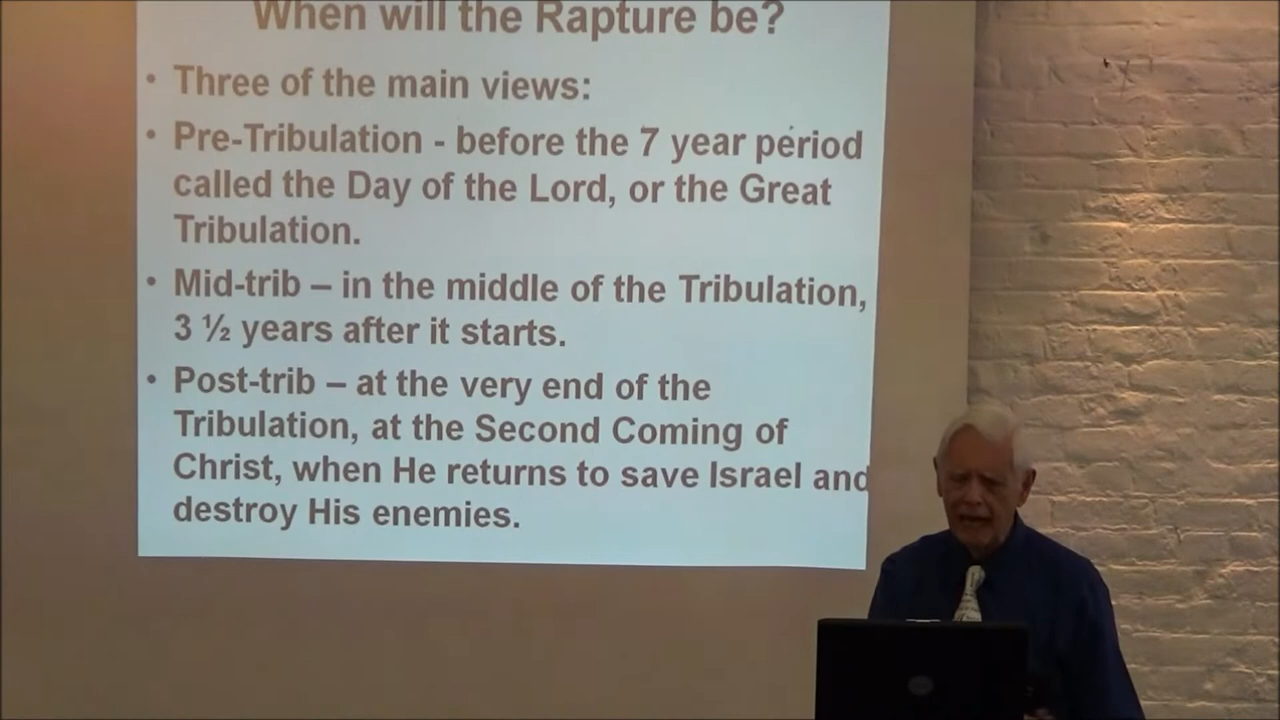 When will the Rapture be?
• Three of the main views:
• Pre-Tribulation - before the 7 year period
called the Day of the Lord, or the Great
Tribulation.
• Mid-trib – in the middle of the Tribulation,
3 ½ years after it starts.
• Post-trib – at the very end of the
Tribulation, at the Second Coming of
Christ, when He returns to save Israel and
destroy His enemies.